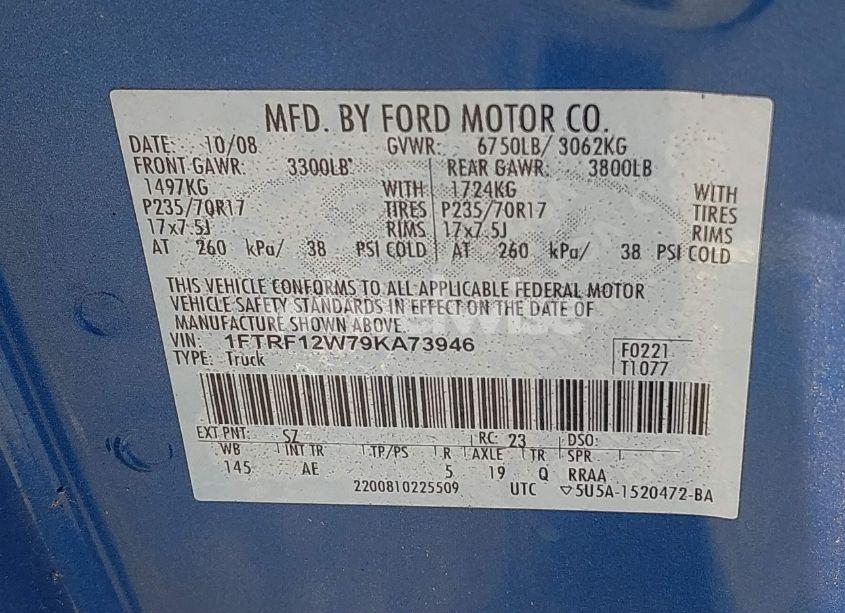 MFD. BY FORD MOTOR CO.
DATE: 10/08 GVWR: 6750LB/ 3062KG
FRONT GAWR: 3300LB REAR GAWR: 3800LB
1497KG WITH 1724KG WITH
P235/70R17 TIRES P235/70R17 TIRES
17x7.5J RIMS 17x7.5J RIMS
AT 260 kPa/ 38 PSI COLD AT 260 kPa/ 38 PSI COLD
THIS VEHICLE CONFORMS TO ALL APPLICABLE FEDERAL MOTOR
VEHICLE SAFETY STANDARDS IN EFFECT ON THE DATE OF
MANUFACTURE SHOWN ABOVE.
VIN: 1FTRF12W79KA73946 F0221
TYPE: Truck T1077
EXT PNT: SZ RC: 23 DSO:
WB INT TR TP/PS R AXLE TR SPR
145 AE 5 19 Q RRAA
2200810225509 UTC ▽5U5A-1520472-BA